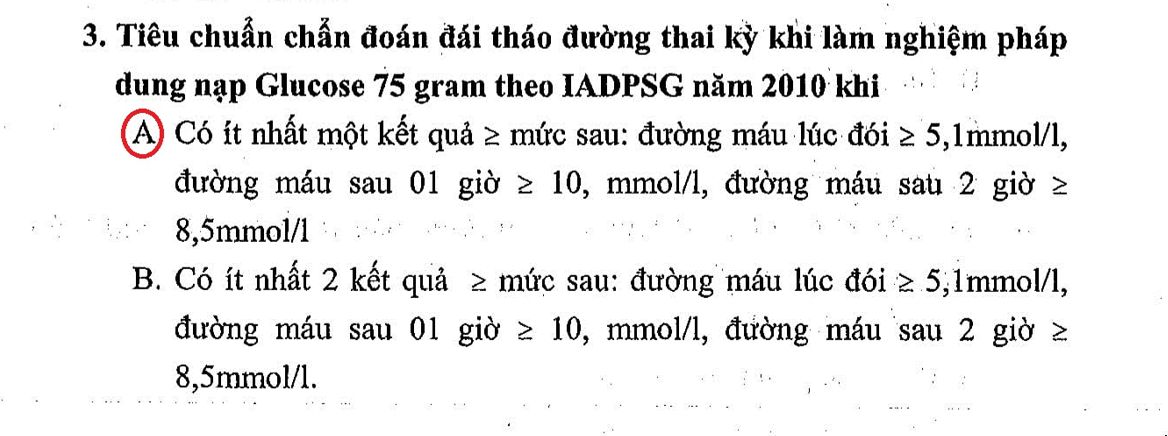 3. Tiêu chuẩn chẩn đoán đái tháo đường thai kỳ khi làm nghiệm pháp
dung nạp Glucose 75 gram theo IADPSG năm 2010 khi
A Có ít nhất một kết quả ≥ mức sau: đường máu lúc đói ≥ 5,1mmol/l,
đường máu sau 01 giờ ≥ 10, mmol/l, đường máu sau 2 giờ ≥
8,5mmol/l
B. Có ít nhất 2 kết quả ≥ mức sau: đường máu lúc đói ≥ 5,1mmol/l,
đường máu sau 01 giờ ≥ 10, mmol/l, đường máu sau 2 giờ ≥
8,5mmol/l.